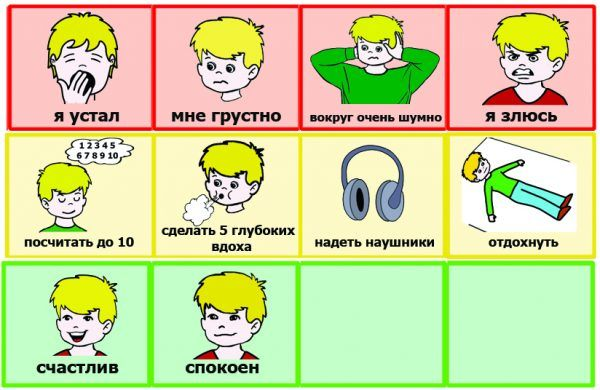 я устал
мне грустно
вокруг очень шумно
я злюсь
1 2 3 4 5
6 7 8 9 10
посчитать до 10
сделать 5 глубоких
вдоха
надеть наушники
отдохнуть
счастлив
спокоен